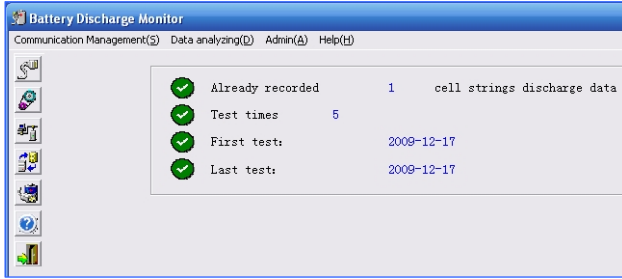 Battery Discharge Monitor
Communication Management(S) Data analyzing(D) Admin(A) Help(H)
Already recorded 1 cell strings discharge data
Test times 5
First test: 2009-12-17
Last test: 2009-12-17